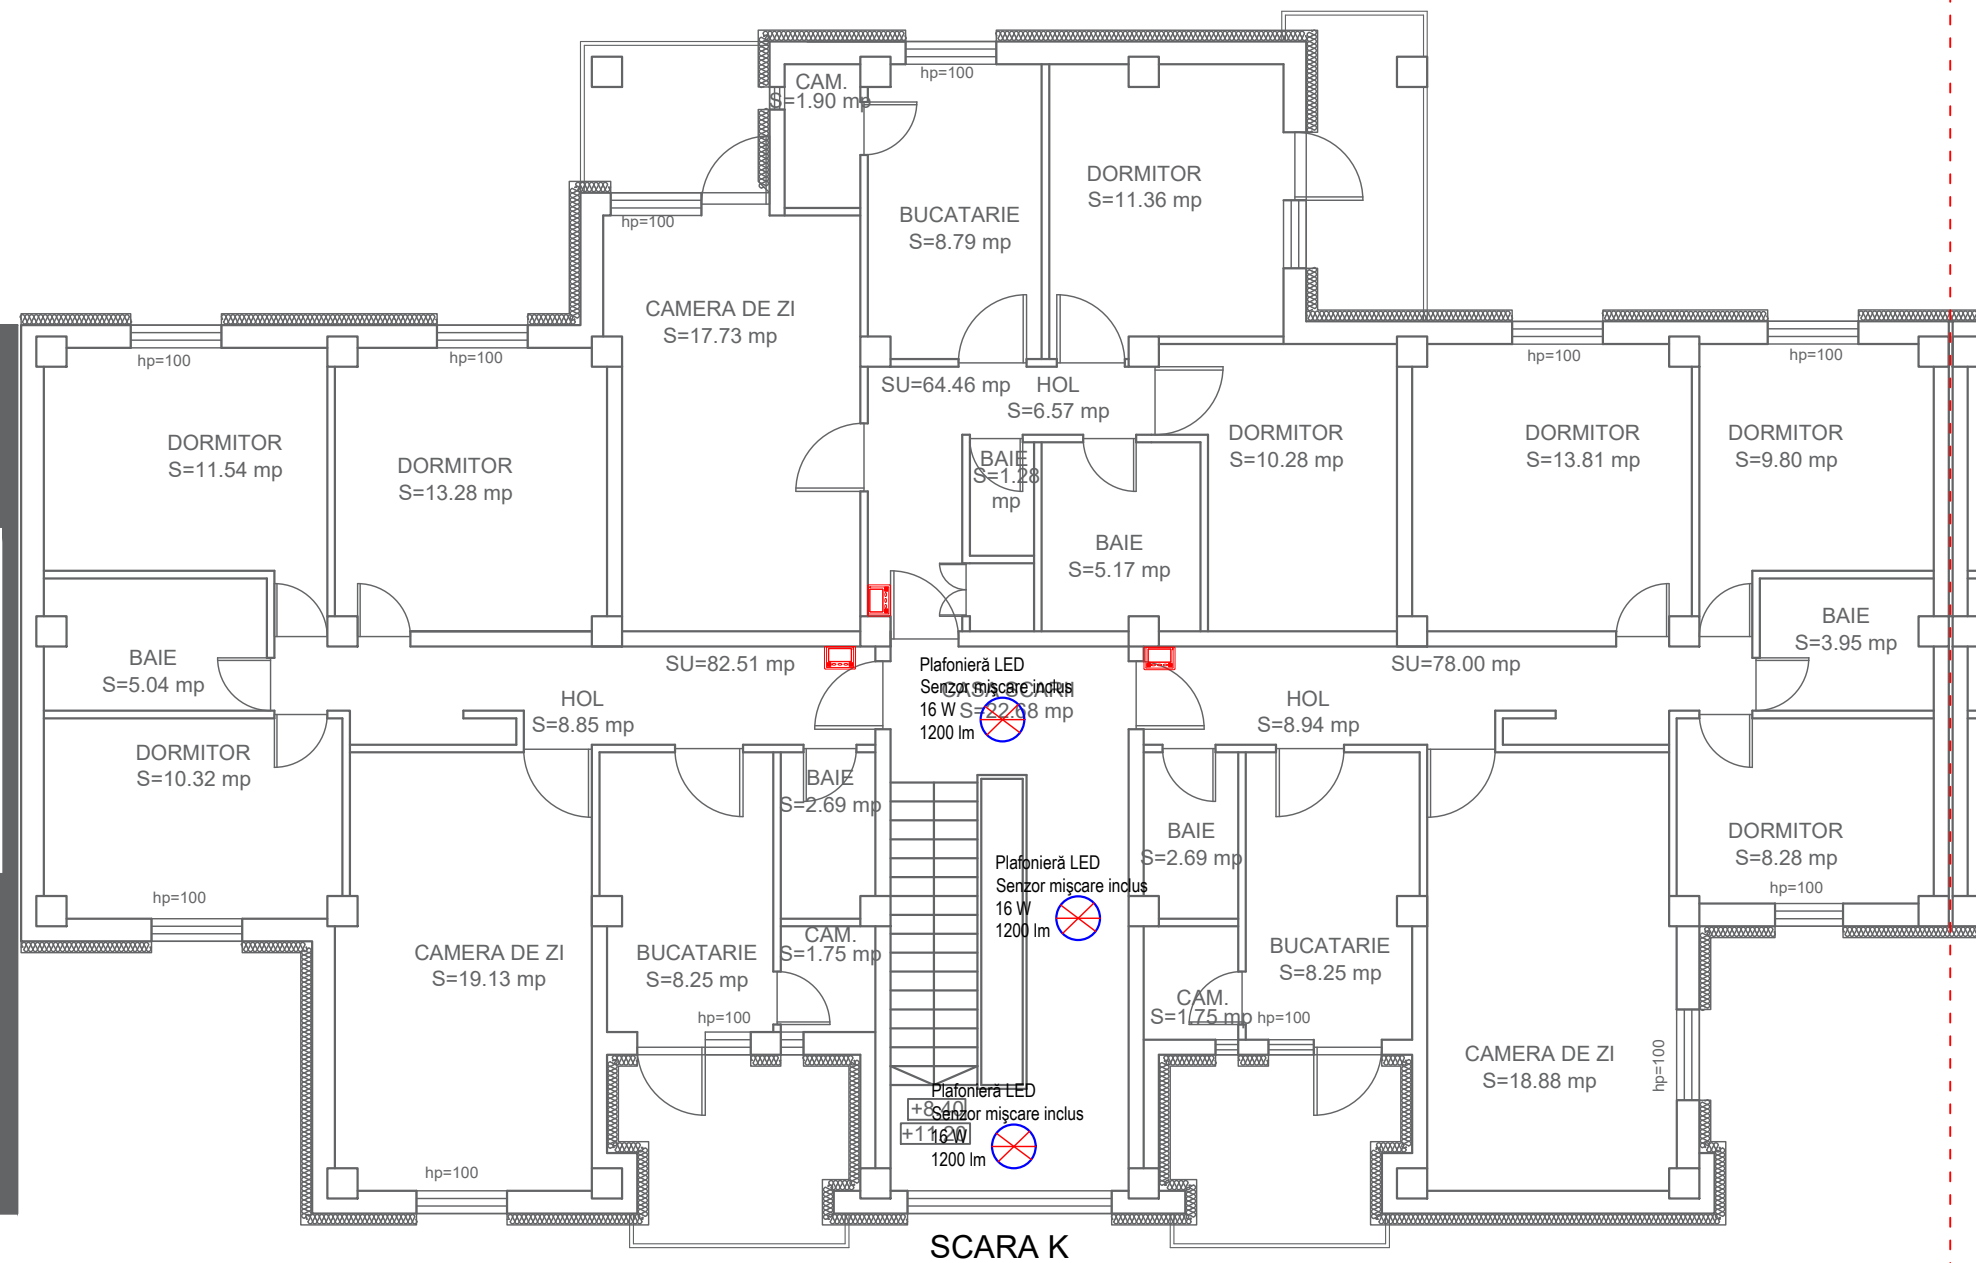 CAM.
S=1.90 mp
hp=100
DORMITOR
S=11.36 mp
BUCATARIE
S=8.79 mp
hp=100
CAMERA DE ZI
S=17.73 mp
hp=100
hp=100
hp=100
hp=100
SU=64.46 mp
HOL
S=6.57 mp
DORMITOR
S=11.54 mp
DORMITOR
S=13.28 mp
BAIE
S=1.28
mp
DORMITOR
S=10.28 mp
DORMITOR
S=13.81 mp
DORMITOR
S=9.80 mp
BAIE
S=5.17 mp
BAIE
S=3.95 mp
BAIE
S=5.04 mp
SU=82.51 mp
SU=78.00 mp
HOL
S=8.85 mp
Plafonieră LED
Senzor mişcare inclus
16 W
1200 lm
CASA SCARII
S=22.68 mp
HOL
S=8.94 mp
DORMITOR
S=10.32 mp
BAIE
S=2.69 mp
BAIE
S=2.69 mp
DORMITOR
S=8.28 mp
hp=100
hp=100
Plafonieră LED
Senzor mişcare inclus
16 W
1200 lm
CAMERA DE ZI
S=19.13 mp
BUCATARIE
S=8.25 mp
hp=100
CAM.
S=1.75 mp
CAM.
S=1.75 mp
BUCATARIE
S=8.25 mp
hp=100
CAMERA DE ZI
S=18.88 mp
hp=100
Plafonieră LED
Senzor mişcare inclus
16 W
1200 lm
+8.40
+11.20
hp=100
SCARA K